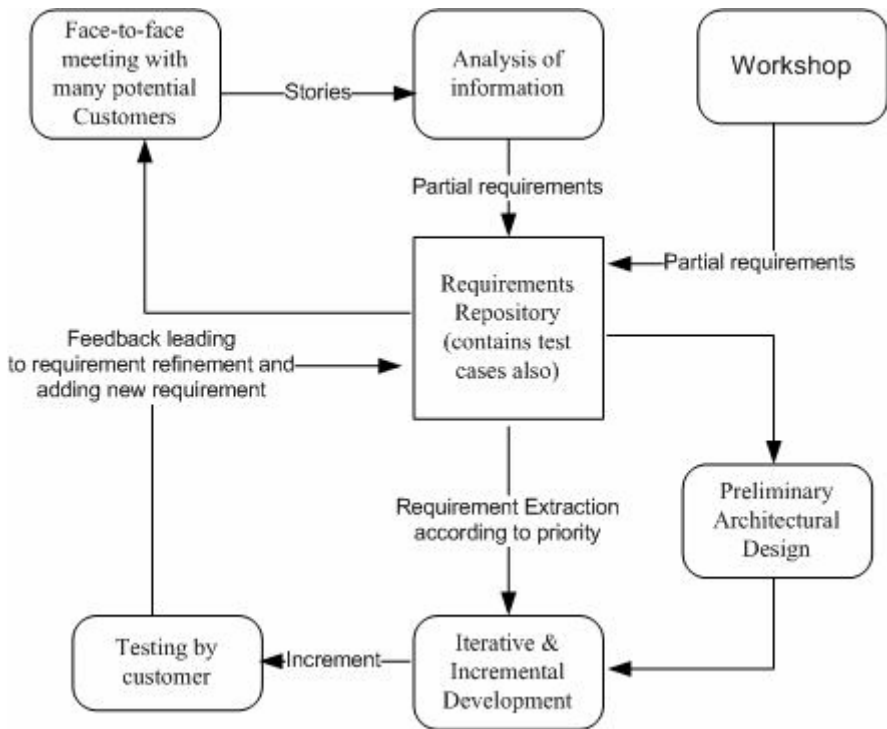 Face-to-face
meeting with
many potential
Customers
Stories
Analysis of
information
Workshop
Partial requirements
Partial requirements
Requirements
Repository
(contains test
cases also)
Feedback leading
to requirement refinement and
adding new requirement
Requirement Extraction
according to priority
Preliminary
Architectural
Design
Testing by
customer
Increment
Iterative &
Incremental
Development